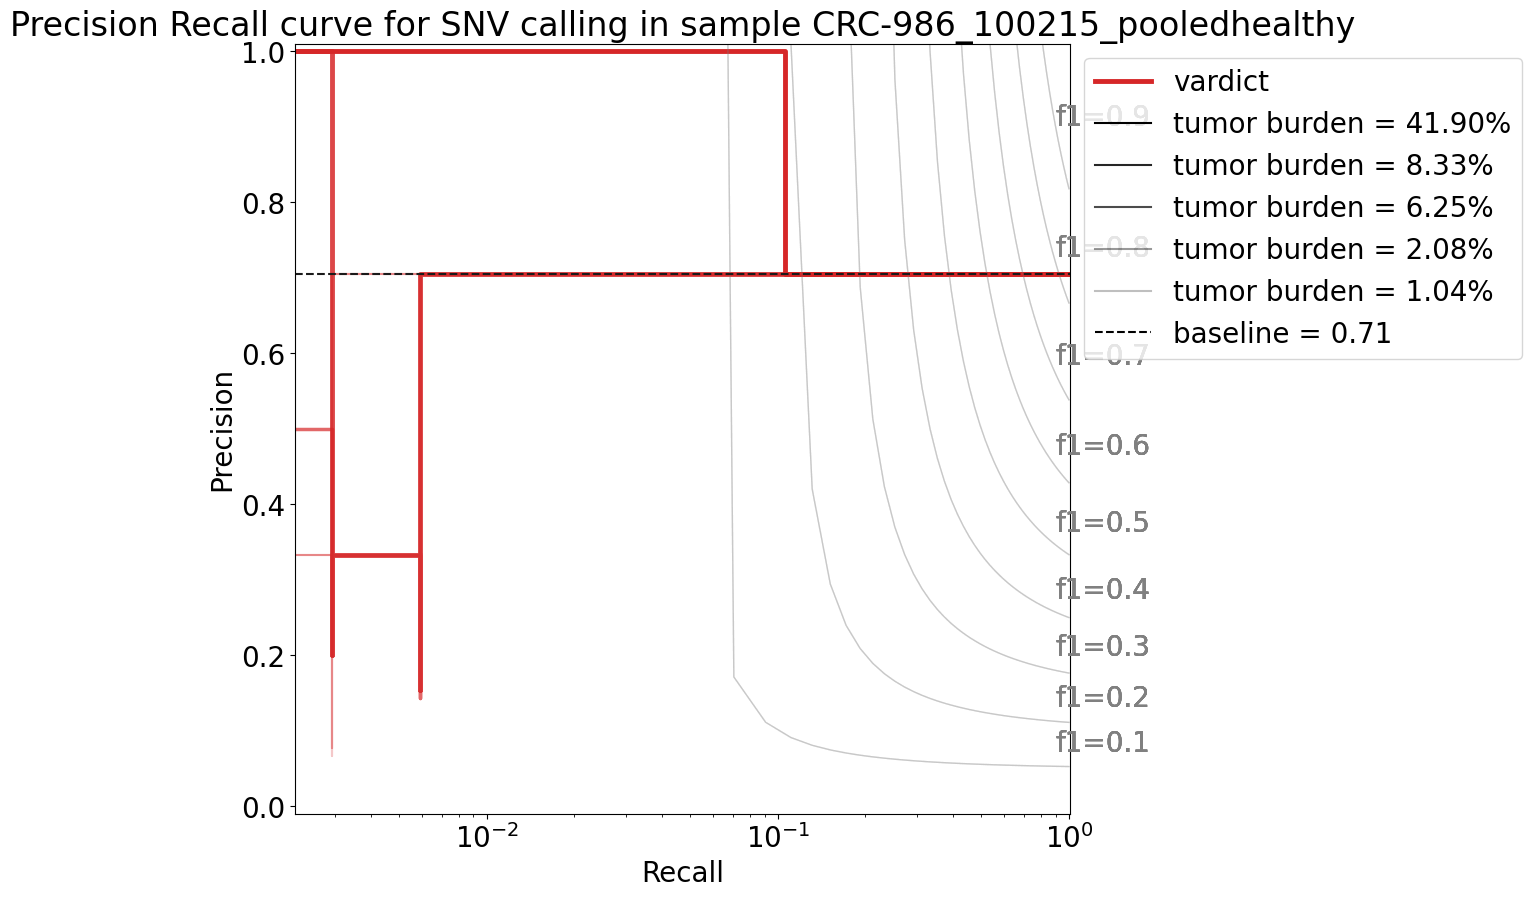 Precision Recall curve for SNV calling in sample CRC-986_100215_pooledhealthy
1.0
0.8
0.6
0.4
0.2
0.0
Precision
10^-2
10^-1
10^0
Recall
f1=0.9
f1=0.8
f1=0.7
f1=0.6
f1=0.5
f1=0.4
f1=0.3
f1=0.2
f1=0.1
vardict
tumor burden = 41.90%
tumor burden = 8.33%
tumor burden = 6.25%
tumor burden = 2.08%
tumor burden = 1.04%
baseline = 0.71